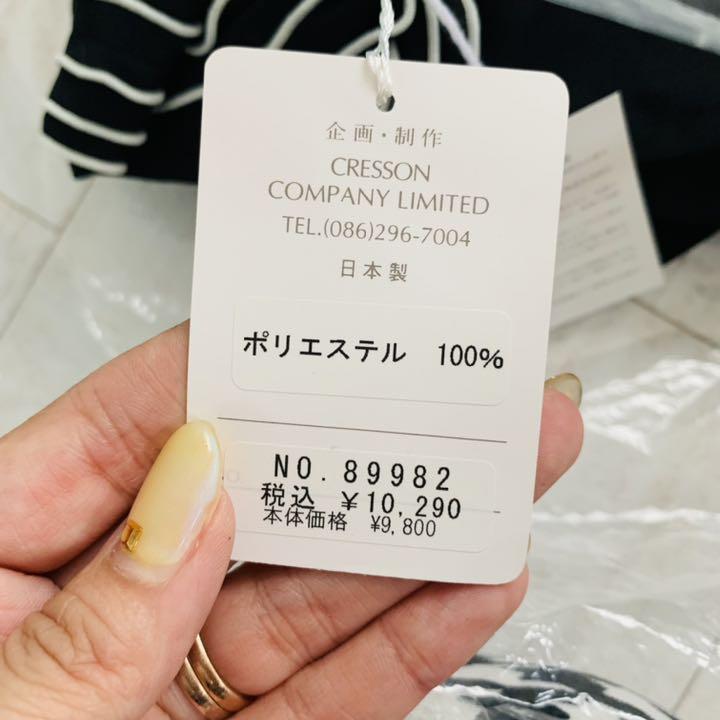 企画・制作
CRESSON
COMPANY LIMITED
TEL.(086)296-7004
日本製
ポリエステル 100%
NO. 89982
税込 ¥10,290
本体価格 ¥9,800